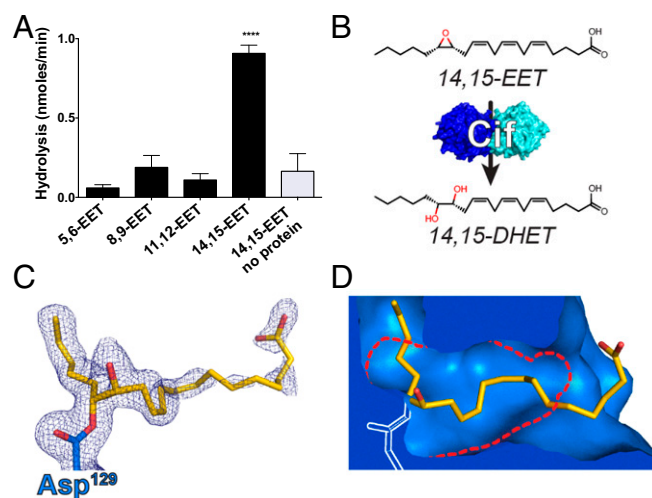 A
Hydrolysis (nmoles/min)
1.0
0.5
0.0
****
5,6-EET
8,9-EET
11,12-EET
14,15-EET
14,15-EET
no protein
B
OH
O
O
14,15-EET
Cif
OH
O
HO
OH
14,15-DHET
C
Asp129
D